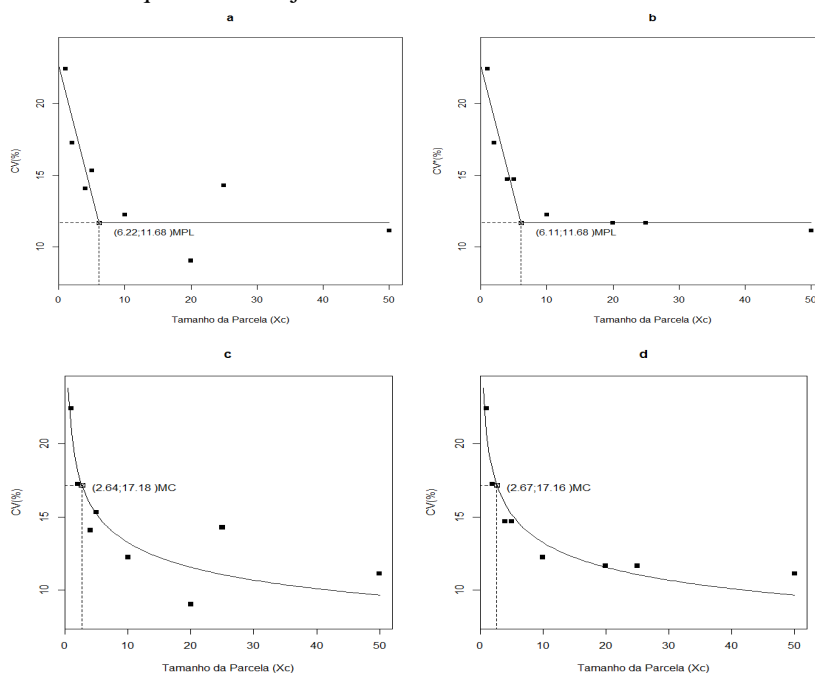 a
CV(%)
20
15
10
(6.22;11.68 )MPL
0 10 20 30 40 50
Tamanho da Parcela (Xc)
b
CV*(%)
20
15
10
(6.11;11.68 )MPL
0 10 20 30 40 50
Tamanho da Parcela (Xc)
c
CV(%)
20
15
10
(2.64;17.18 )MC
0 10 20 30 40 50
Tamanho da Parcela (Xc)
d
CV(%)
20
15
10
(2.67;17.16 )MC
0 10 20 30 40 50
Tamanho da Parcela (Xc)